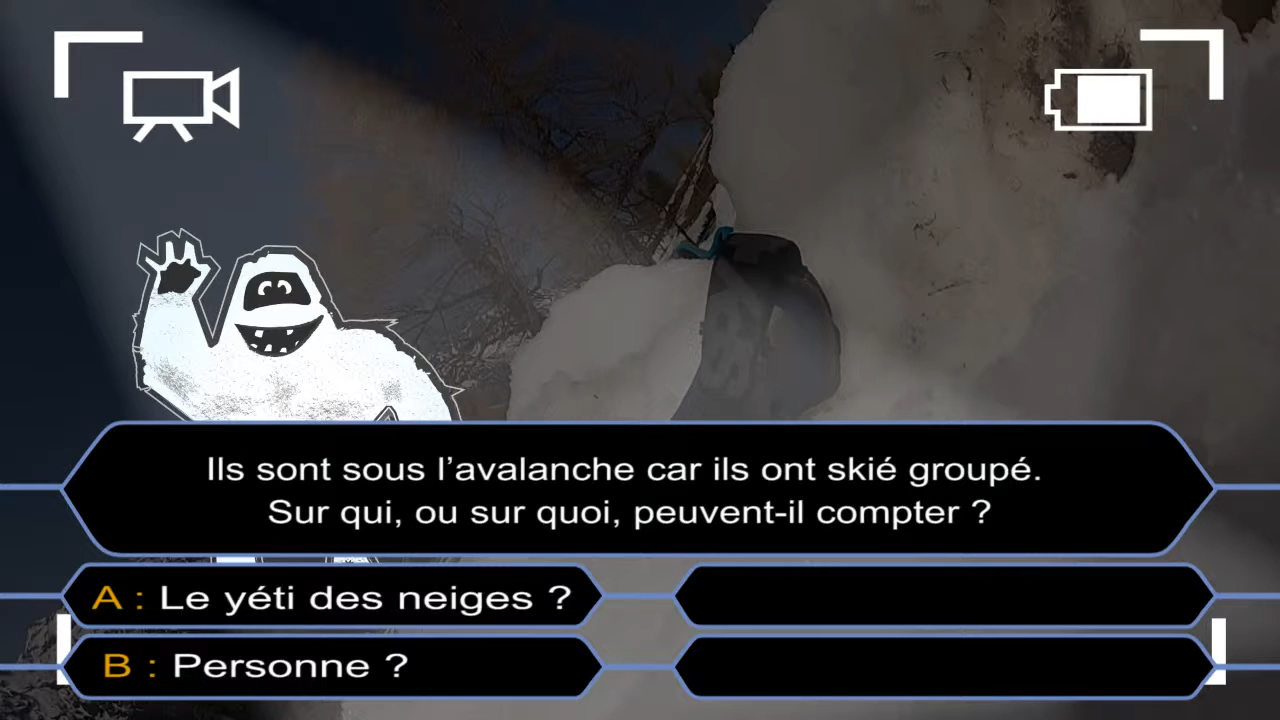 Ils sont sous l’avalanche car ils ont skié groupé.
Sur qui, ou sur quoi, peuvent-il compter ?
A : Le yéti des neiges ?
B : Personne ?